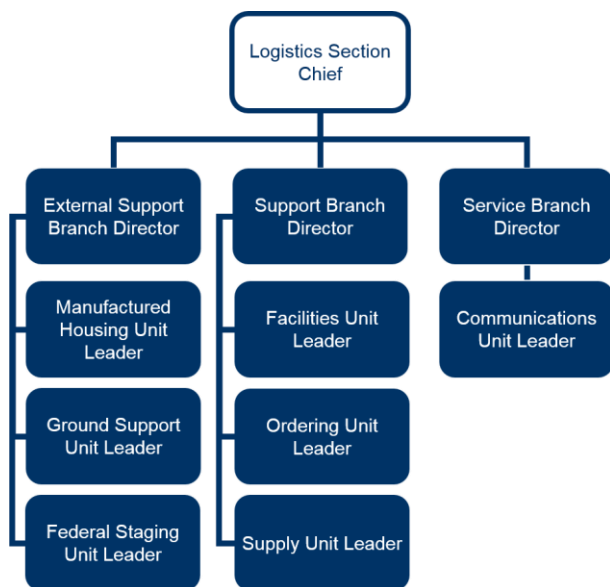 Logistics Section
Chief
External Support
Branch Director
Support Branch
Director
Service Branch
Director
Manufactured
Housing Unit
Leader
Facilities Unit
Leader
Communications
Unit Leader
Ground Support
Unit Leader
Ordering Unit
Leader
Federal Staging
Unit Leader
Supply Unit Leader